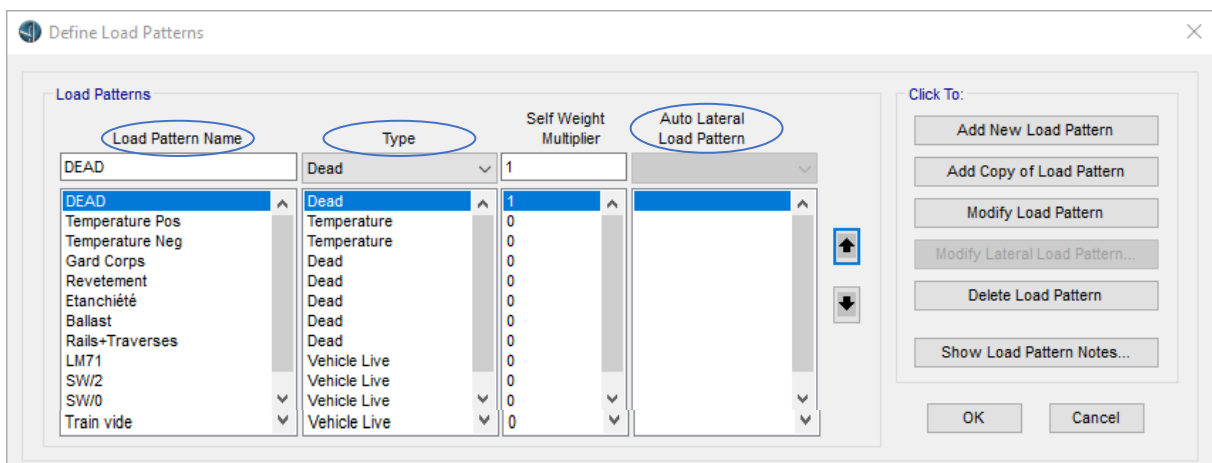 Define Load Patterns
Load Patterns
Click To:
Load Pattern Name
Type
Self Weight
Multiplier
Auto Lateral
Load Pattern
DEAD Dead 1
DEAD Dead 1
Temperature Pos Temperature 0
Temperature Neg Temperature 0
Gard Corps Dead 0
Revetement Dead 0
Etanchiété Dead 0
Ballast Dead 0
Rails+Traverses Dead 0
LM71 Vehicle Live 0
SW/2 Vehicle Live 0
SW/0 Vehicle Live 0
Train vide Vehicle Live 0
Add New Load Pattern
Add Copy of Load Pattern
Modify Load Pattern
Modify Lateral Load Pattern...
Delete Load Pattern
Show Load Pattern Notes...
OK
Cancel